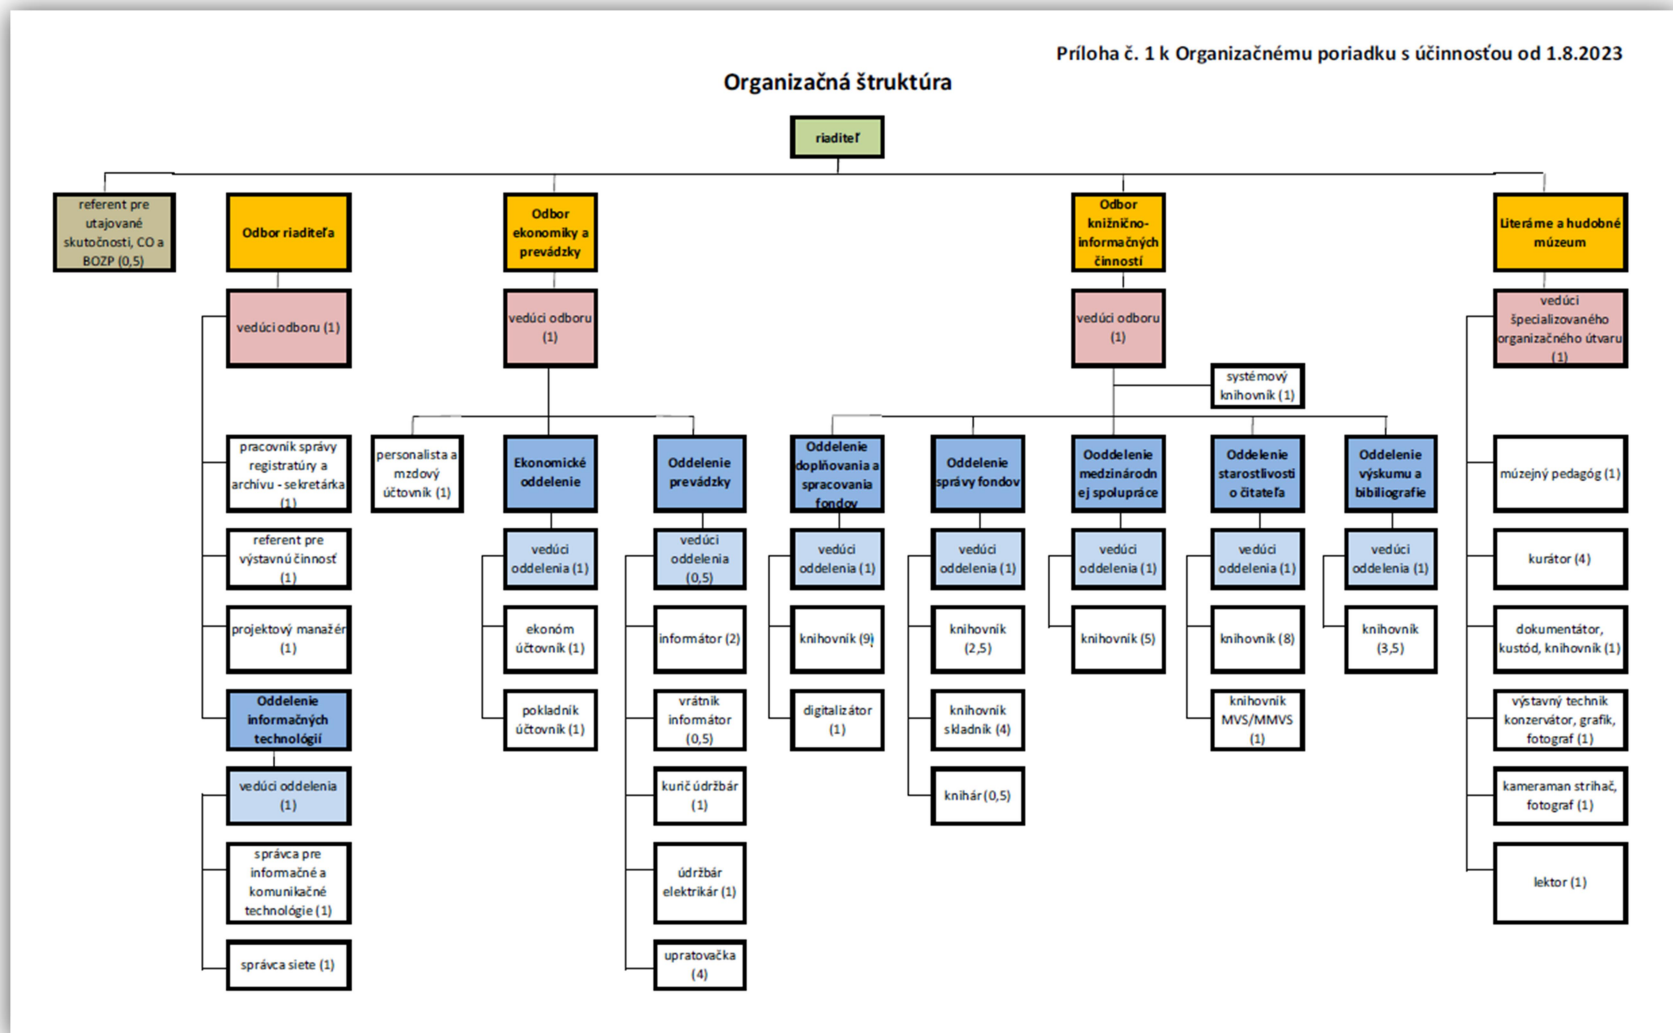 Príloha č. 1 k Organizačnému poriadku s účinnosťou od 1.8.2023
Organizačná štruktúra
riaditeľ
referent pre
utajované
skutočnosti, CO a
BOZP (0,5)
Odbor riaditeľa
Odbor
ekonomiky a
prevádzky
Odbor
knižnično-
informačných
činností
Literárne a hudobné
múzeum
vedúci odboru (1)
vedúci odboru
(1)
vedúci odboru
(1)
vedúci
špecializovaného
organizačného útvaru
(1)
systémový
knihovník (1)
pracovník správy
registratúry a
archívu - sekretárka
(1)
personalista a
mzdový
účtovník (1)
Ekonomické
oddelenie
Oddelenie
prevádzky
Oddelenie
doplňovania a
spracovania
fondov
Oddelenie
správy fondov
Ooddelenie
medzinárodn
ej spolupráce
Oddelenie
starostlivosti
o čitateľa
Oddelenie
výskumu a
bibiliografie
múzejný pedagóg (1)
referent pre
výstavnú činnosť
(1)
vedúci
oddelenia (1)
vedúci
oddelenia
(0,5)
vedúci
oddelenia (1)
vedúci
oddelenia (1)
vedúci
oddelenia (1)
vedúci
oddelenia (1)
vedúci
oddelenia (1)
kurátor (4)
projektový manažér
(1)
ekonóm
účtovník (1)
informátor (2)
knihovník (9)
knihovník
(2,5)
knihovník (5)
knihovník (8)
knihovník
(3,5)
dokumentátor,
kustód, knihovník (1)
Oddelenie
informačných
technológií
pokladník
účtovník (1)
vrátnik
informátor
(0,5)
digitalizátor
(1)
knihovník
skladník (4)
knihovník
MVS/MMVS
(1)
výstavný technik
konzervátor, grafik,
fotograf (1)
vedúci oddelenia
(1)
kurič údržbár
(1)
knihár (0,5)
kameraman strihač,
fotograf (1)
správca pre
informačné a
komunikačné
technológie (1)
údržbár
elektrikár (1)
lektor (1)
správca siete (1)
upratovačka
(4)